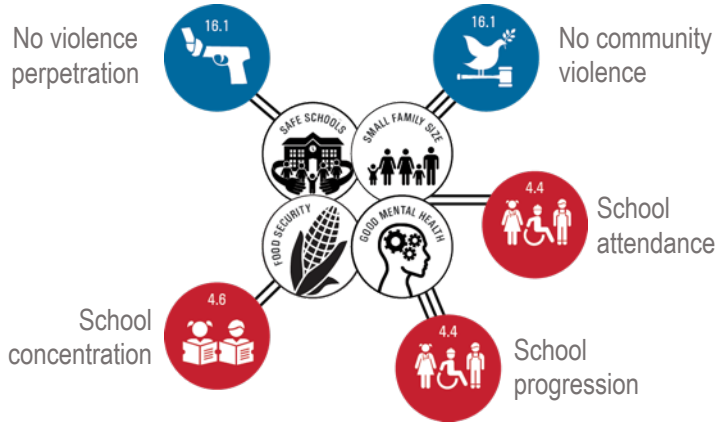 No violence
perpetration
16.1
16.1
No community
violence
SAFE SCHOOLS
SMALL FAMILY SIZE
4.4
School
attendance
FOOD SECURITY
GOOD MENTAL HEALTH
4.6
School
concentration
4.4
School
progression